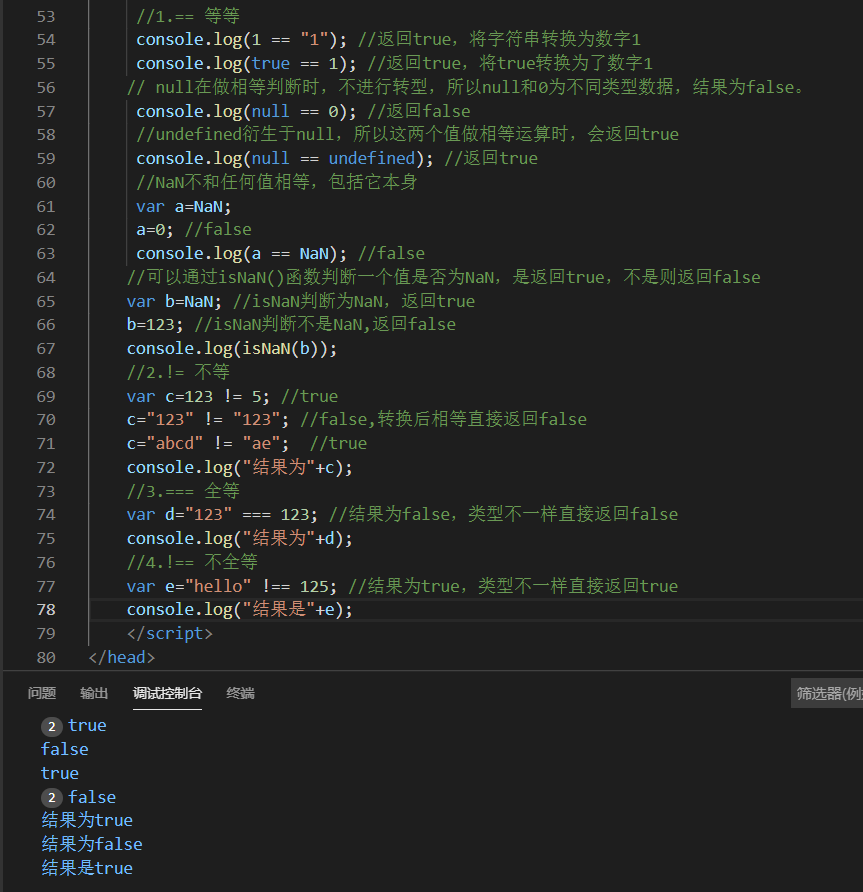 53 //1.== 等等
54 console.log(1 == "1"); //返回true，将字符串转换为数字1
55 console.log(true == 1); //返回true，将true转换为了数字1
56 // null在做相等判断时，不进行转型，所以null和0为不同类型数据，结果为false。
57 console.log(null == 0); //返回false
58 //undefined衍生于null，所以这两个值做相等运算时，会返回true
59 console.log(null == undefined); //返回true
60 //NaN不和任何值相等，包括它本身
61 var a=NaN;
62 a=0; //false
63 console.log(a == NaN); //false
64 //可以通过isNaN()函数判断一个值是否为NaN，是返回true，不是则返回false
65 var b=NaN; //isNaN判断为NaN，返回true
66 b=123; //isNaN判断不是NaN,返回false
67 console.log(isNaN(b));
68 //2.!= 不等
69 var c=123 != 5; //true
70 c="123" != "123"; //false,转换后相等直接返回false
71 c="abcd" != "ae";  //true
72 console.log("结果为"+c);
73 //3.=== 全等
74 var d="123" === 123; //结果为false，类型不一样直接返回false
75 console.log("结果为"+d);
76 //4.!== 不全等
77 var e="hello" !== 125; //结果为true，类型不一样直接返回true
78 console.log("结果是"+e);
79 </script>
80 </head>
问题 输出 调试控制台 终端 筛选器(例
2 true
false
true
2 false
结果为true
结果为false
结果是true